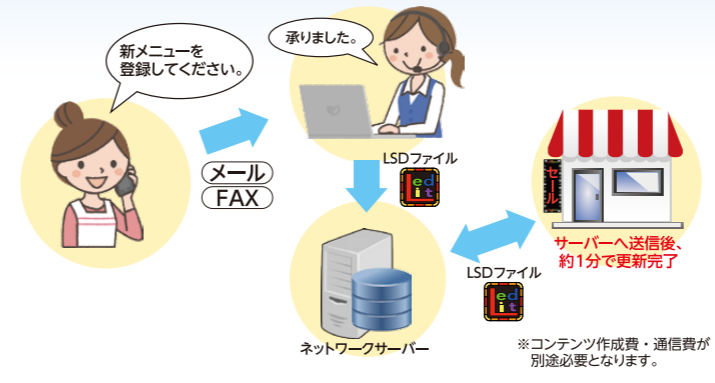 新メニューを
登録してください。
承りました。
メール
FAX
LSDファイル
Led
it
セール
サーバーへ送信後、
約1分で更新完了
LSDファイル
Led
it
ネットワークサーバー
※コンテンツ作成費・通信費が
別途必要となります。